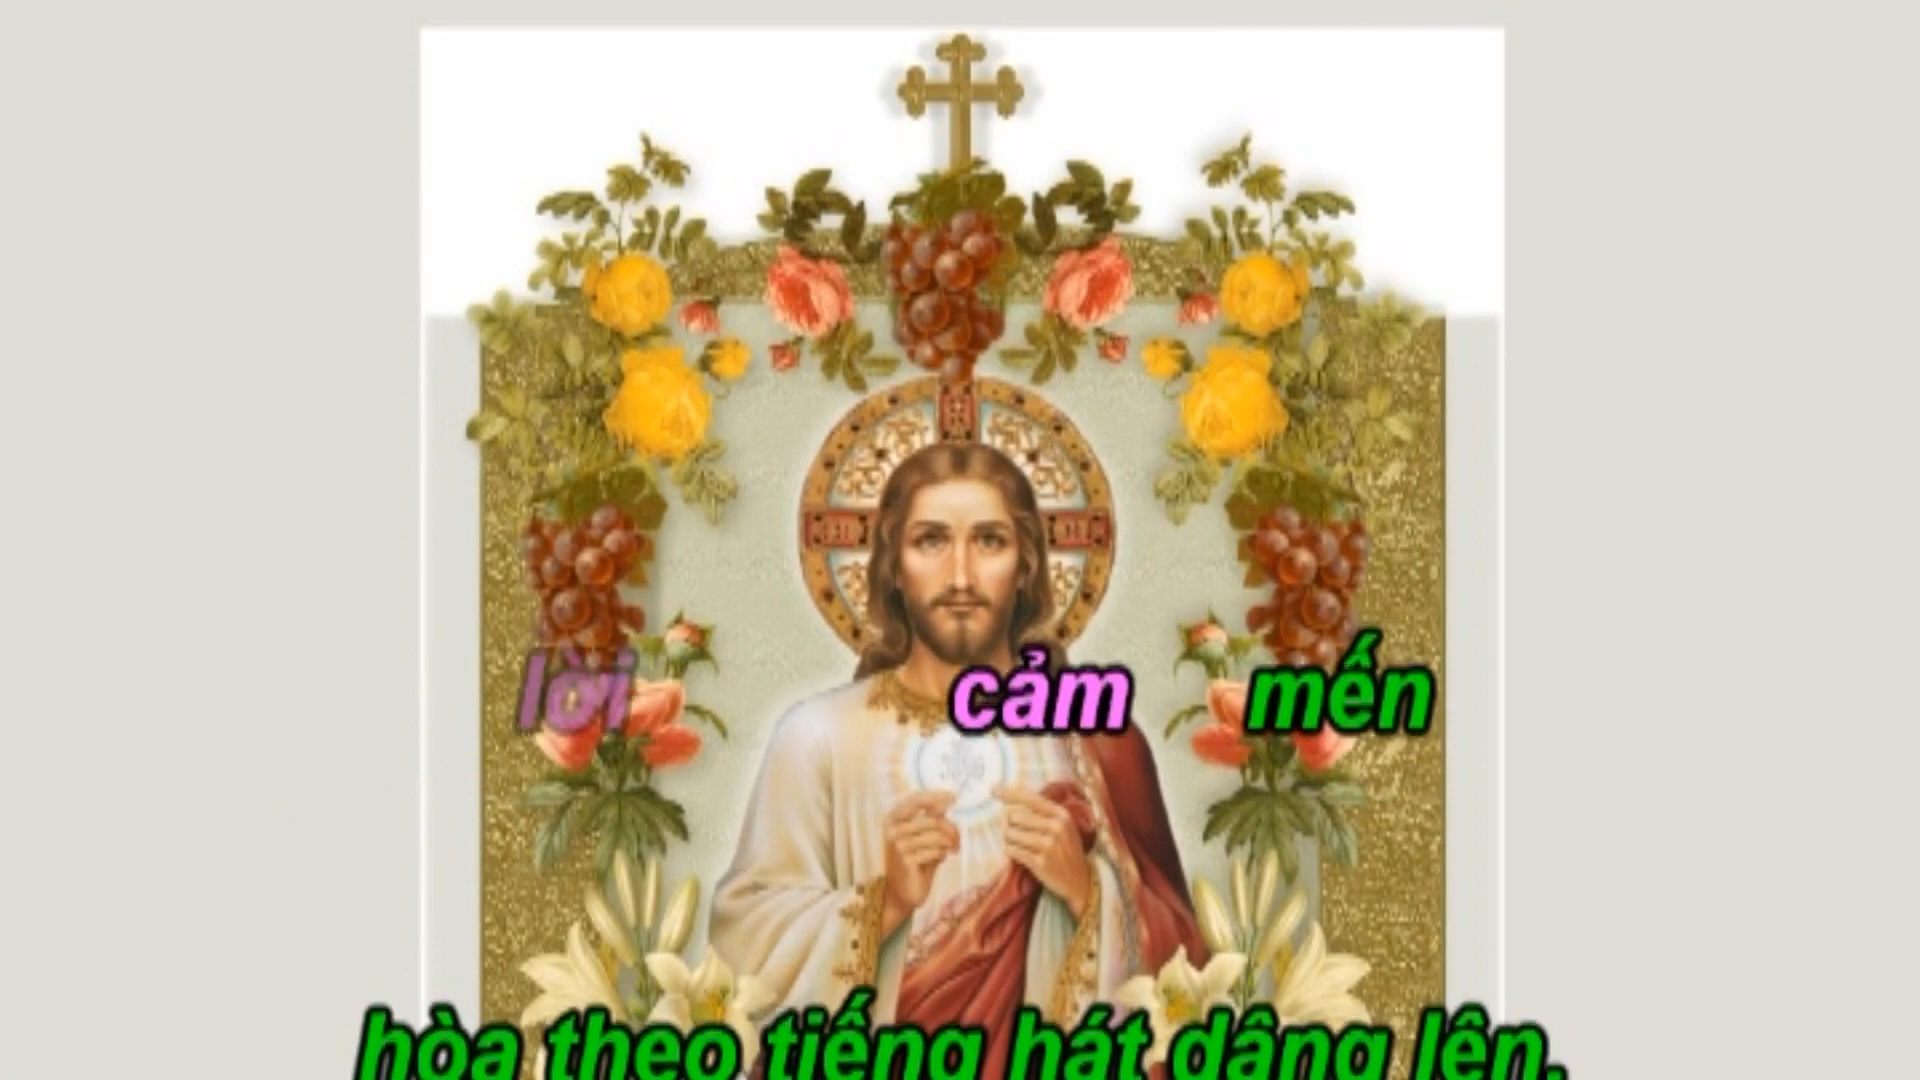 lời cảm mến
hòa theo tiếng hát dâng lên.